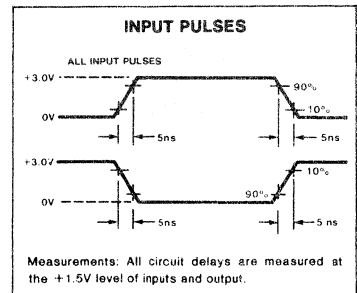 INPUT PULSES
ALL INPUT PULSES
+3.0V
90%
10%
0V
5ns
5ns
+3.0V
10%
0V
90%
5ns
5 ns
Measurements: All circuit delays are measured at
the +1.5V level of inputs and output.